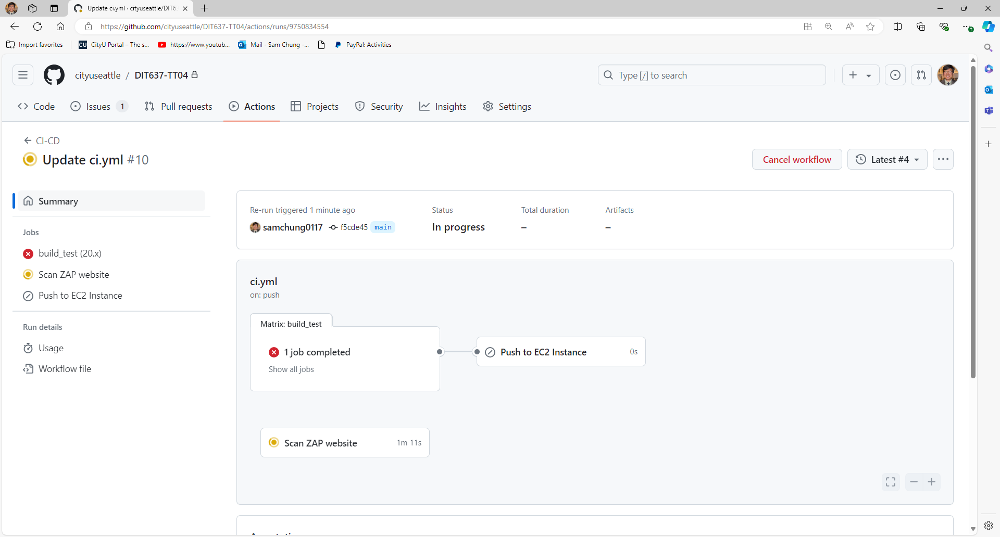 Update ci.yml · cityuseattle/DIT63
https://github.com/cityuseattle/DIT637-TT04/actions/runs/9750834554
Import favorites
CU CityU Portal – The s...
https://www.youtub...
Mail - Sam Chung -...
PayPal: Activities
cityuseattle / DIT637-TT04
Type / to search
Code
Issues 1
Pull requests
Actions
Projects
Security
Insights
Settings
CI-CD
Update ci.yml #10
Cancel workflow
Latest #4
Summary
Jobs
build_test (20.x)
Scan ZAP website
Push to EC2 Instance
Run details
Usage
Workflow file
Re-run triggered 1 minute ago
samchung0117 f5cde45 main
Status
In progress
Total duration
–
Artifacts
–
ci.yml
on: push
Matrix: build_test
1 job completed
Show all jobs
Push to EC2 Instance 0s
Scan ZAP website 1m 11s